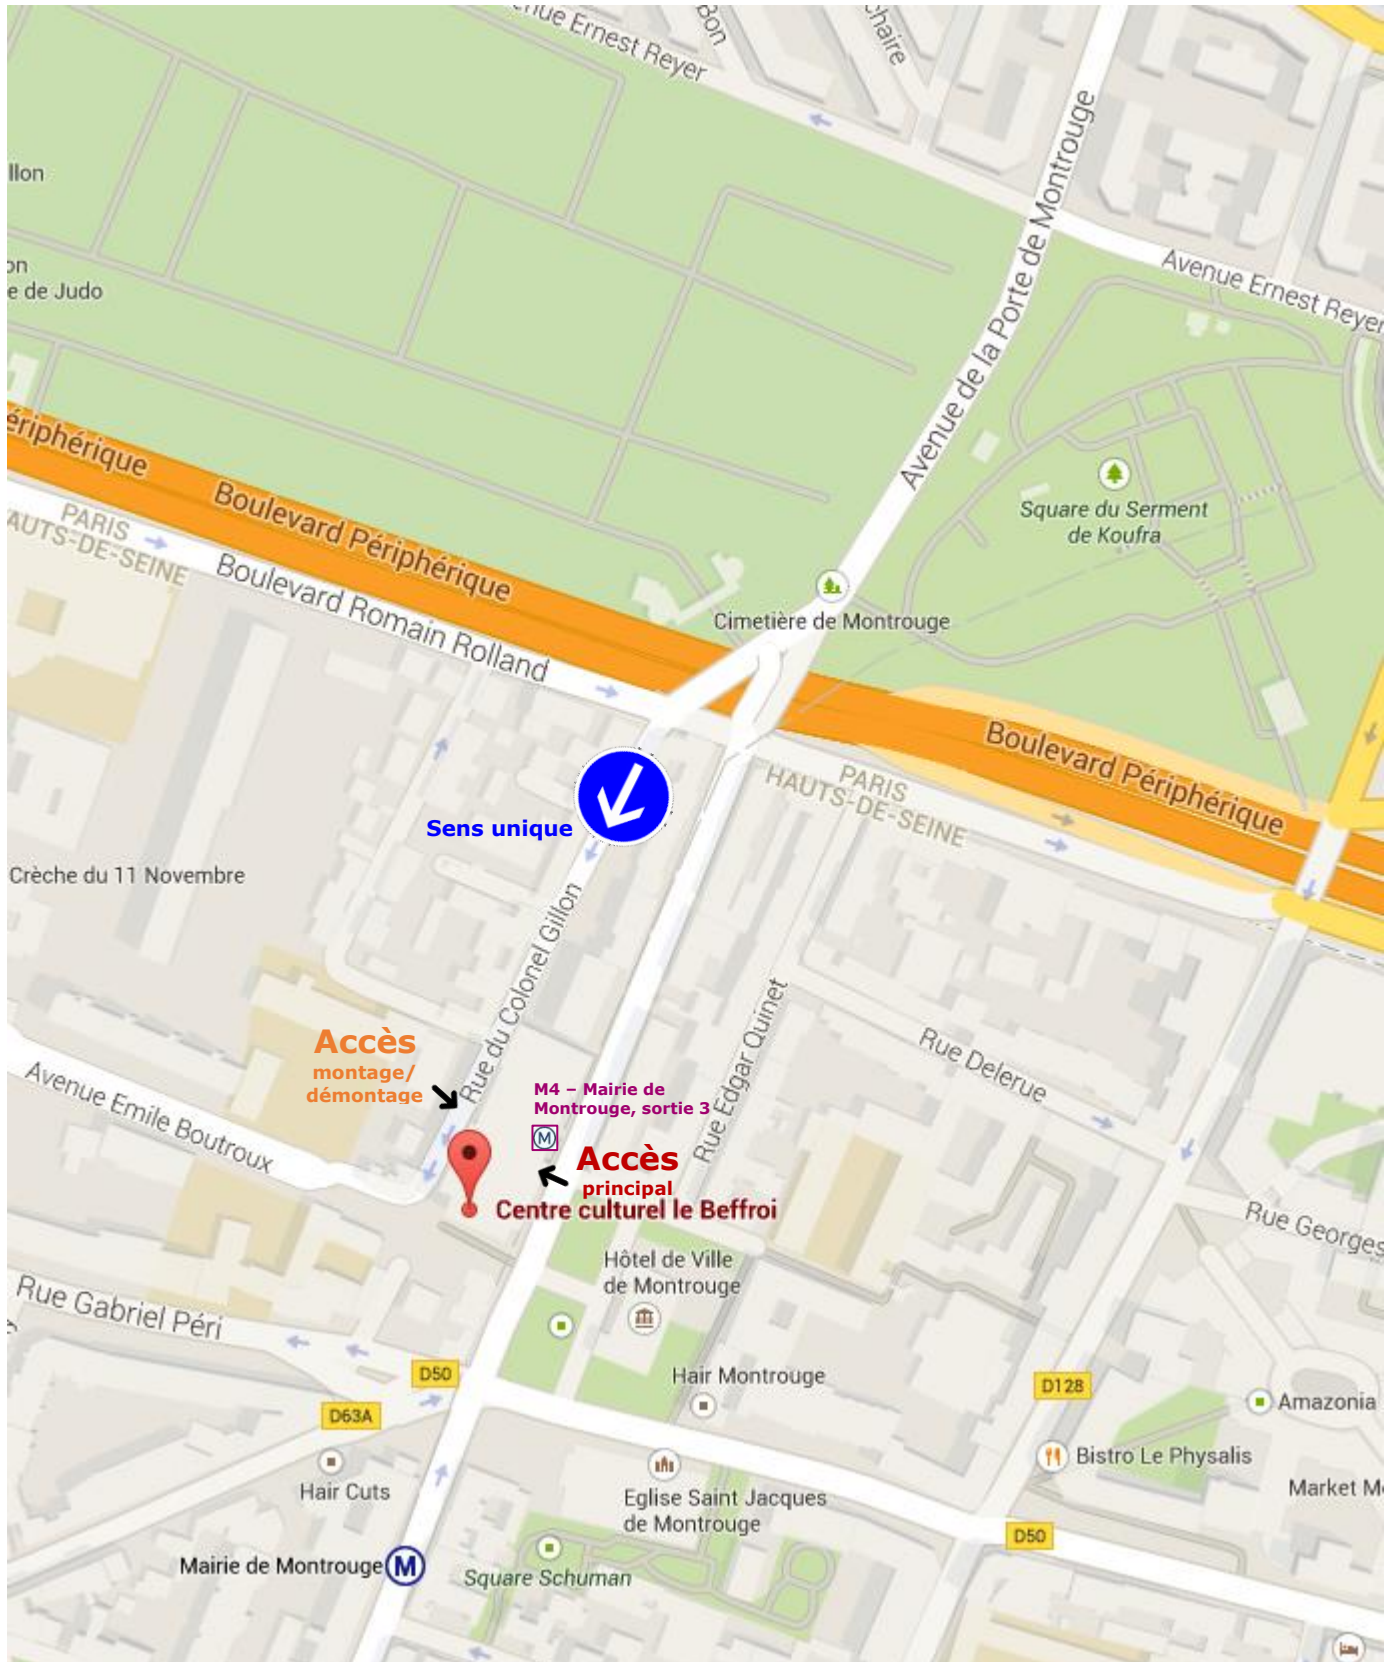 Avenue Ernest Reyer
Bon
Avenue de la Porte de Montrouge
Avenue Ernest Reyer
llon
e de Judo
Square du Serment
de Koufra
ériphérique
Boulevard Périphérique
PARIS
HAUTS-DE-SEINE
Boulevard Romain Rolland
Cimetière de Montrouge
Boulevard Périphérique
PARIS
HAUTS-DE-SEINE
Sens unique
Crèche du 11 Novembre
Rue du Colonel Gillon
Rue Edgar Quinet
Rue Delerue
Accès
montage/
démontage
Avenue Emile Boutroux
M4 – Mairie de
Montrouge, sortie 3
M
Accès
principal
Centre culturel le Beffroi
Rue Georges
Hôtel de Ville
de Montrouge
Rue Gabriel Péri
D50
Hair Montrouge
D128
Amazonia
D63A
Hair Cuts
Bistro Le Physalis
Eglise Saint Jacques
de Montrouge
Market M
D50
Mairie de Montrouge M
Square Schuman